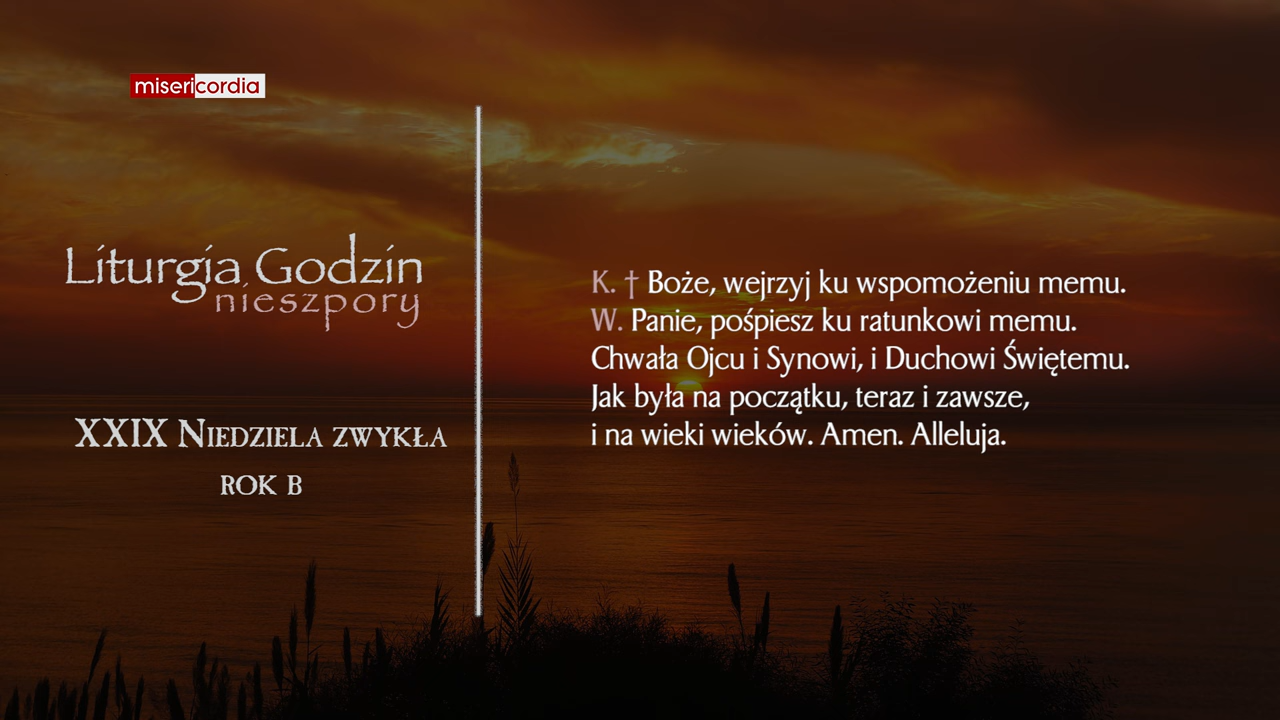 misericordia
Liturgia Godzin
nieszpory
XXIX Niedziela zwykła
rok B
K. † Boże, wejrzyj ku wspomożeniu memu.
W. Panie, pośpiesz ku ratunkowi memu.
Chwała Ojcu i Synowi, i Duchowi Świętemu.
Jak była na początku, teraz i zawsze,
i na wieki wieków. Amen. Alleluja.